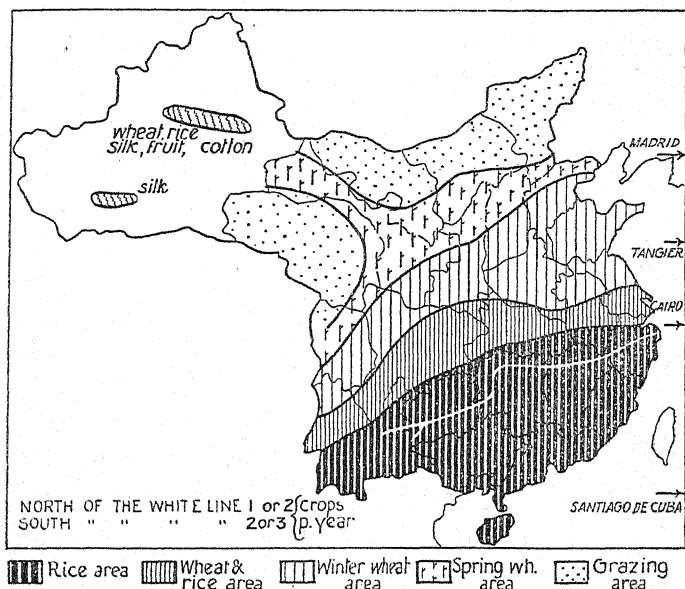 wheat, rice
silk, fruit, cotton
silk
MADRID
TANGIER
CAIRO
SANTIAGO DE CUBA
NORTH OF THE WHITE LINE 1 or 2 { crops
SOUTH " " " " 2 or 3 { p. year
Rice area
Wheat &
rice area
Winter wheat
area
Spring wh.
area
Grazing
area